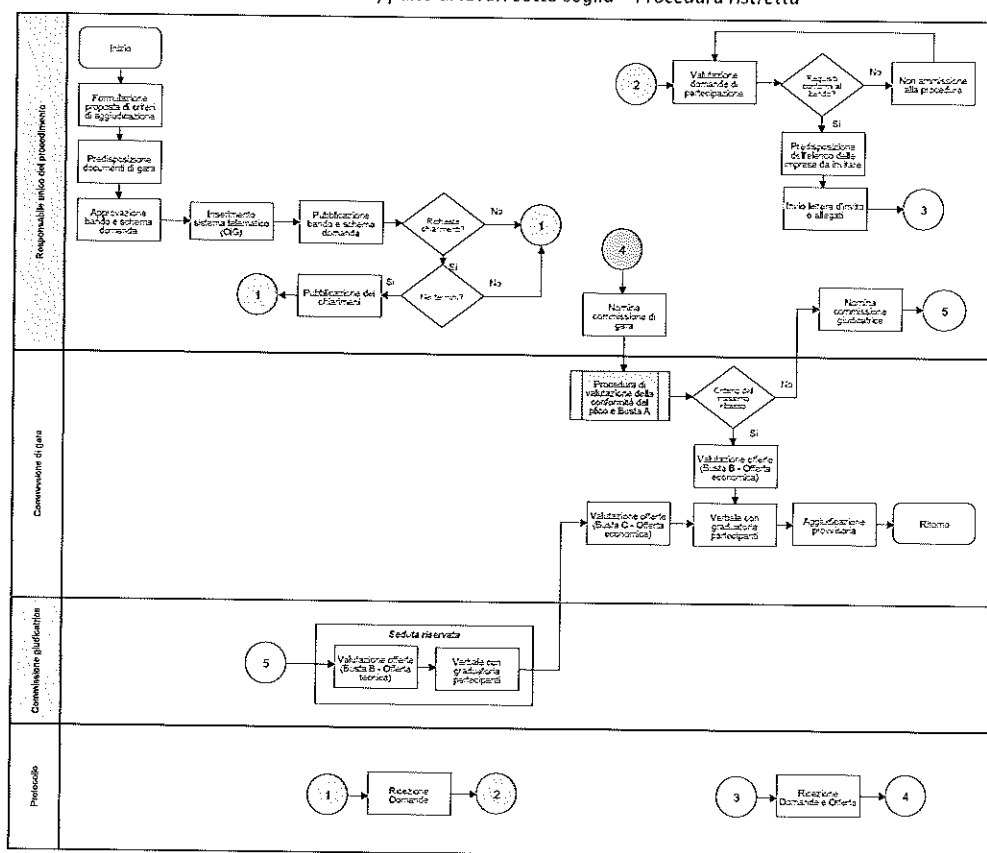 sotto soglia – Procedura ristretta
Responsabile unico del procedimento
Inizio
Formulazione
proposta di criteri
di aggiudicazione
Predisposizione
documenti di gara
Approvazione
bando e schema
domanda
Inserimento
sistema telematico
(CIG)
Pubblicazione
bando e schema
domanda
Richiesta
chiarimenti?
No
1
Si
Nei termini?
No
Si
Pubblicazione dei
chiarimenti
1
2
Valutazione
domande di
partecipazione
Requisiti
conformi al
bando?
No
Non ammissione
alla procedura
Si
Predisposizione
dell'elenco delle
imprese da invitare
Invio lettera d'invito
e allegati
3
4
Nomina
commissione di
gara
Nomina
commissione
giudicatrice
5
Commissione di gara
Procedura di
valutazione della
conformità del
plico e Busta A
Criterio del
massimo
ribasso
No
Si
Valutazione offerte
(Busta B - Offerta
economica)
Valutazione offerte
(Busta C - Offerta
economica)
Verbale con
graduatoria
partecipanti
Aggiudicazione
provvisoria
Ritorno
Commissione giudicatrice
Seduta riservata
5
Valutazione offerte
(Busta B - Offerta
tecnica)
Verbale con
graduatoria
partecipanti
Protocollo
1
Ricezione
Domande
2
3
Ricezione
Domande e Offerte
4